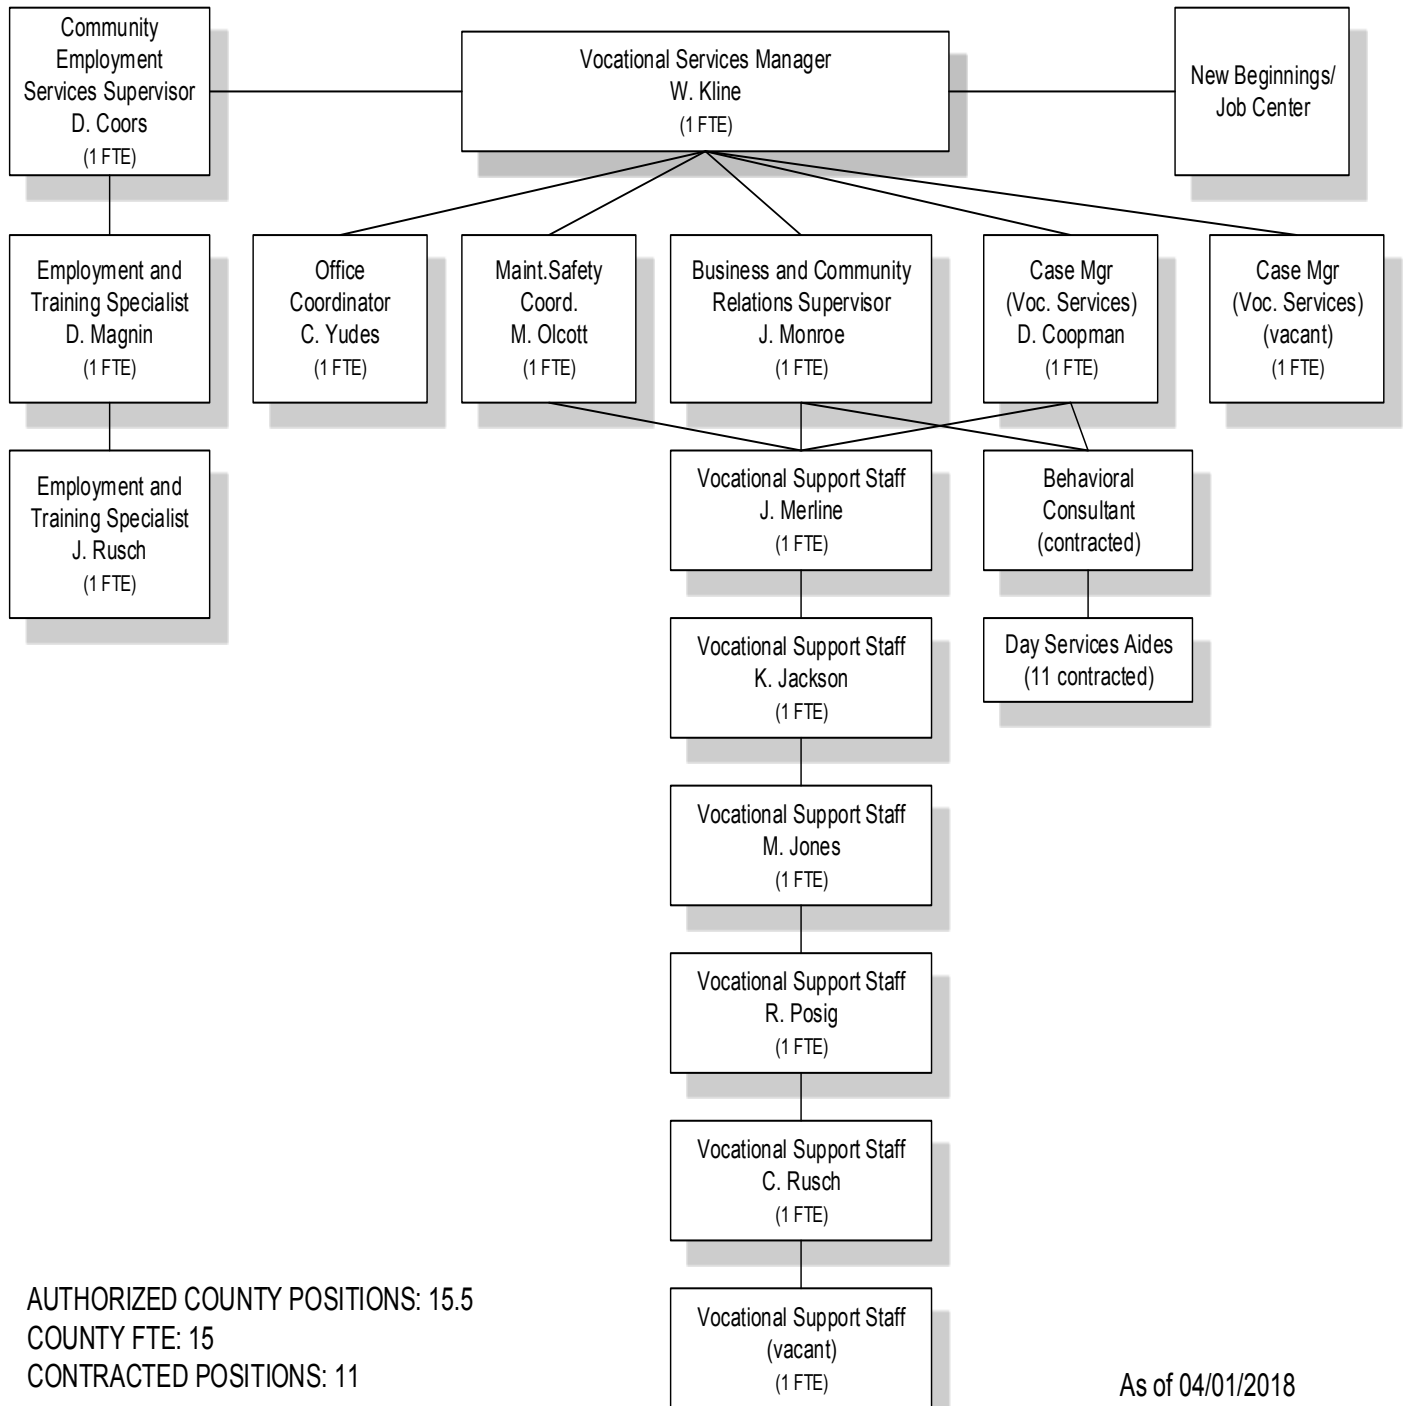 Community
Employment
Services Supervisor
D. Coors
(1 FTE)
Vocational Services Manager
W. Kline
(1 FTE)
New Beginnings/
Job Center
Employment and
Training Specialist
D. Magnin
(1 FTE)
Office
Coordinator
C. Yudes
(1 FTE)
Maint.Safety
Coord.
M. Olcott
(1 FTE)
Business and Community
Relations Supervisor
J. Monroe
(1 FTE)
Case Mgr
(Voc. Services)
D. Coopman
(1 FTE)
Case Mgr
(Voc. Services)
(vacant)
(1 FTE)
Employment and
Training Specialist
J. Rusch
(1 FTE)
Vocational Support Staff
J. Merline
(1 FTE)
Behavioral
Consultant
(contracted)
Vocational Support Staff
K. Jackson
(1 FTE)
Day Services Aides
(11 contracted)
Vocational Support Staff
M. Jones
(1 FTE)
Vocational Support Staff
R. Posig
(1 FTE)
Vocational Support Staff
C. Rusch
(1 FTE)
Vocational Support Staff
(vacant)
(1 FTE)
AUTHORIZED COUNTY POSITIONS: 15.5
COUNTY FTE: 15
CONTRACTED POSITIONS: 11
As of 04/01/2018